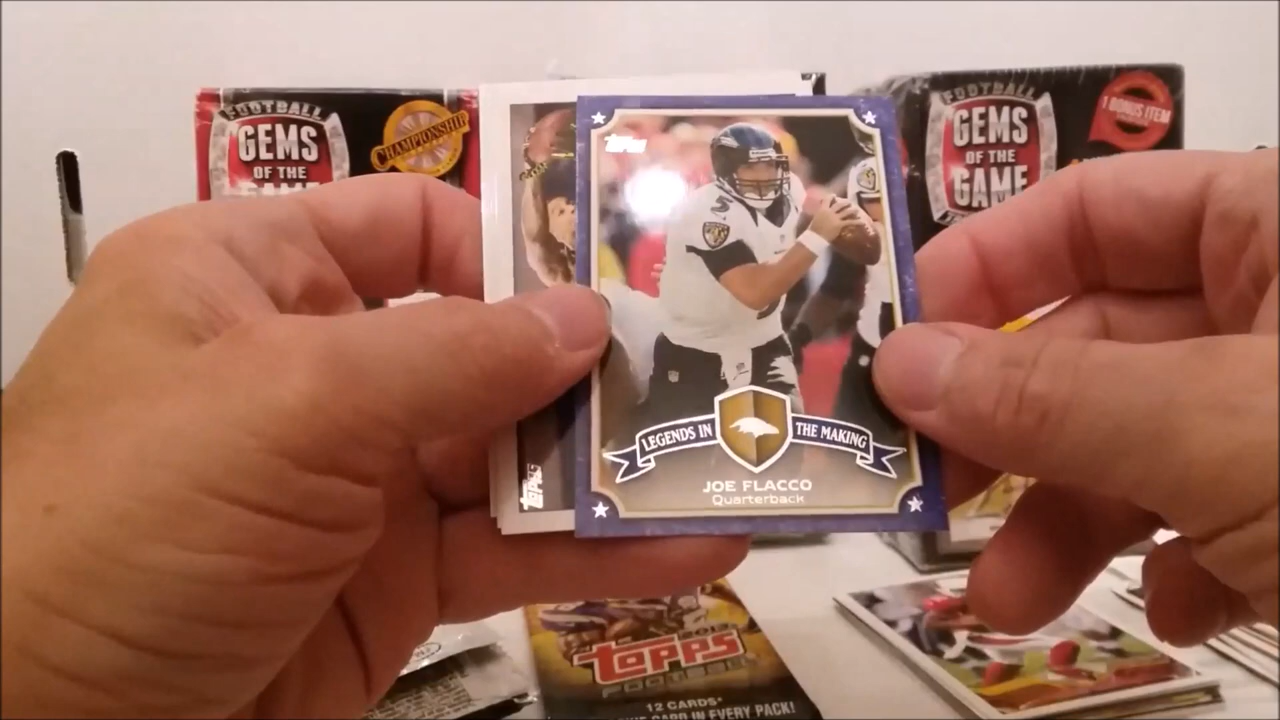 FOOTBALL
GEMS
OF THE
GAME
CHAMPIONSHIP
FOOTBALL
GEMS
OF THE
GAME
1 BONUS ITEM
Topps
5
LEGENDS IN
THE MAKING
JOE FLACCO
Quarterback
Topps
Topps
FOOTBALL
12 CARDS
CARD IN EVERY PACK!